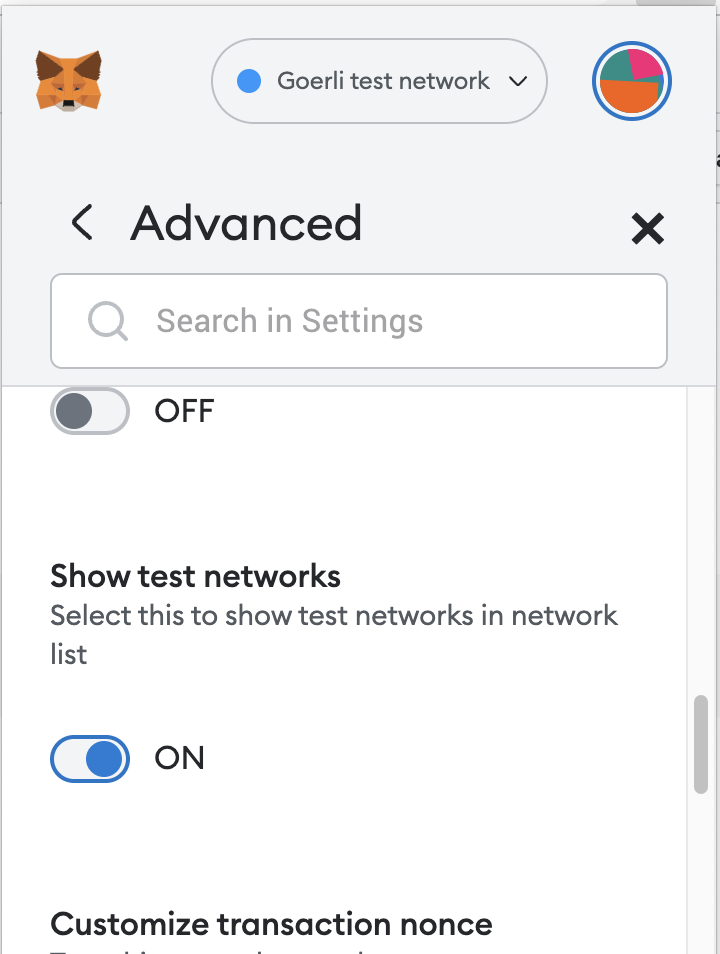 Goerli test network
Advanced
Search in Settings
OFF
Show test networks
Select this to show test networks in network
list
ON
Customize transaction nonce